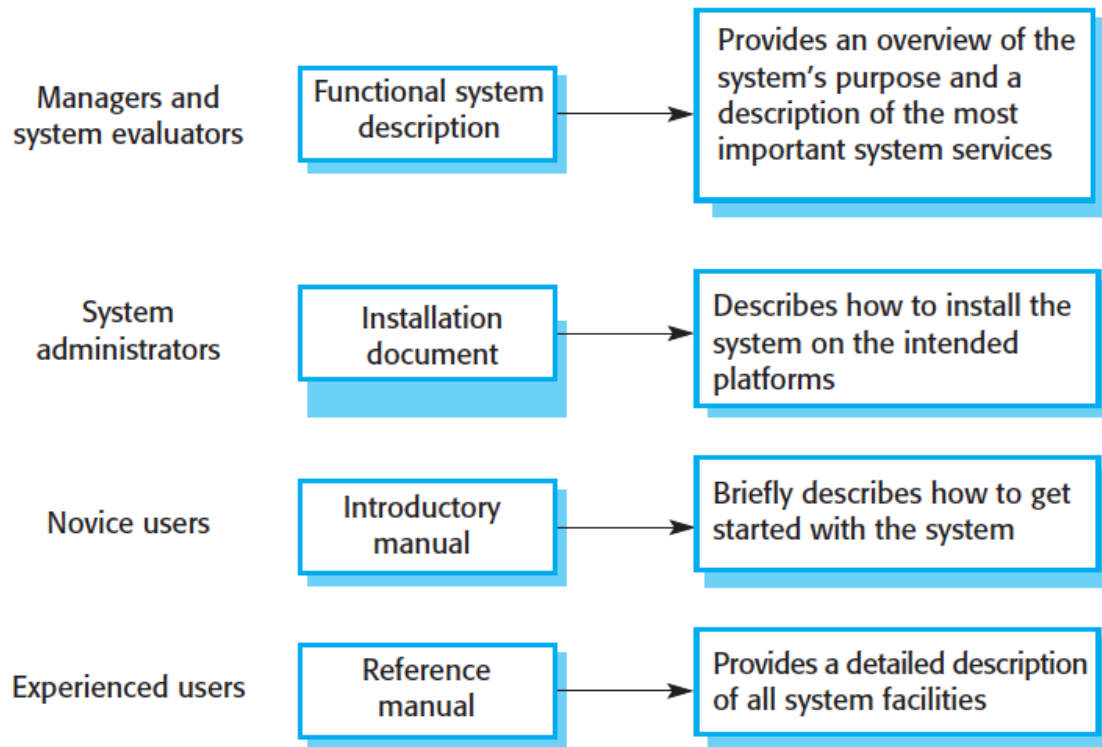 Managers and
system evaluators
Functional system
description
Provides an overview of the
system's purpose and a
description of the most
important system services
System
administrators
Installation
document
Describes how to install the
system on the intended
platforms
Novice users
Introductory
manual
Briefly describes how to get
started with the system
Experienced users
Reference
manual
Provides a detailed description
of all system facilities